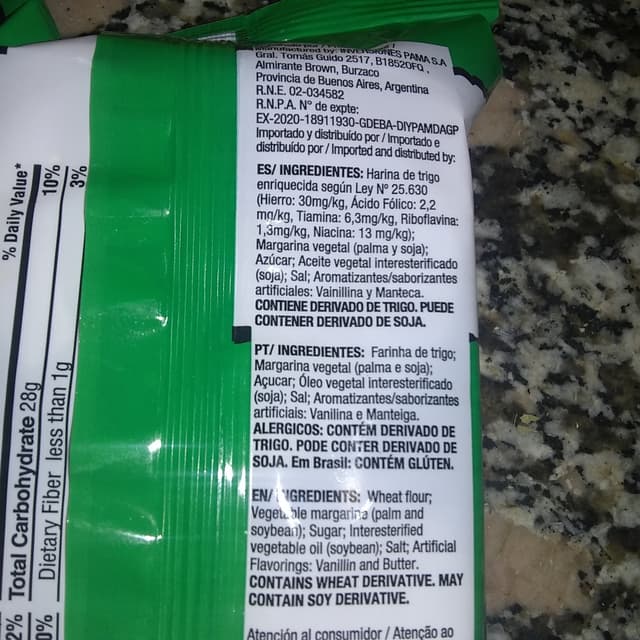 Manufactured by: INVERSIONES PAMA S.A
Gral. Tomás Guido 2517, B1852OFQ ,
Almirante Brown, Burzaco
Provincia de Buenos Aires, Argentina
R.N.E. 02-034582
R.N.P.A. N° de expte:
EX-2020-18911930-GDEBA-DIYPAMDAGP
Importado y distribuído por / Importado e
distribuído por / Imported and distributed by:
ES/ INGREDIENTES: Harina de trigo
enriquecida según Ley Nº 25.630
(Hierro: 30mg/kg, Ácido Fólico: 2,2
mg/kg, Tiamina: 6,3mg/kg, Riboflavina:
1,3mg/kg, Niacina: 13 mg/kg);
Margarina vegetal (palma y soja);
Azúcar; Aceite vegetal interesterificado
(soja); Sal; Aromatizantes/saborizantes
artificiales: Vainillina y Manteca.
CONTIENE DERIVADO DE TRIGO. PUEDE
CONTENER DERIVADO DE SOJA.
PT/ INGREDIENTES: Farinha de trigo;
Margarina vegetal (palma e soja);
Açucar; Óleo vegetal interesterificado
(soja); Sal; Aromatizantes/saborizantes
artificiais: Vanilina e Manteiga.
ALERGICOS: CONTÉM DERIVADO DE
TRIGO. PODE CONTER DERIVADO DE
SOJA. Em Brasil: CONTÉM GLÚTEN.
EN/ INGREDIENTS: Wheat flour;
Vegetable margarine (palm and
soybean); Sugar; Interesterified
vegetable oil (soybean); Salt; Artificial
Flavorings: Vanillin and Butter.
CONTAINS WHEAT DERIVATIVE. MAY
CONTAIN SOY DERIVATIVE.
Atención al consumidor / Atenção ao
% Daily Value*
Total Carbohydrate 28g 10%
Dietary Fiber less than 1g 3%
2%
0%